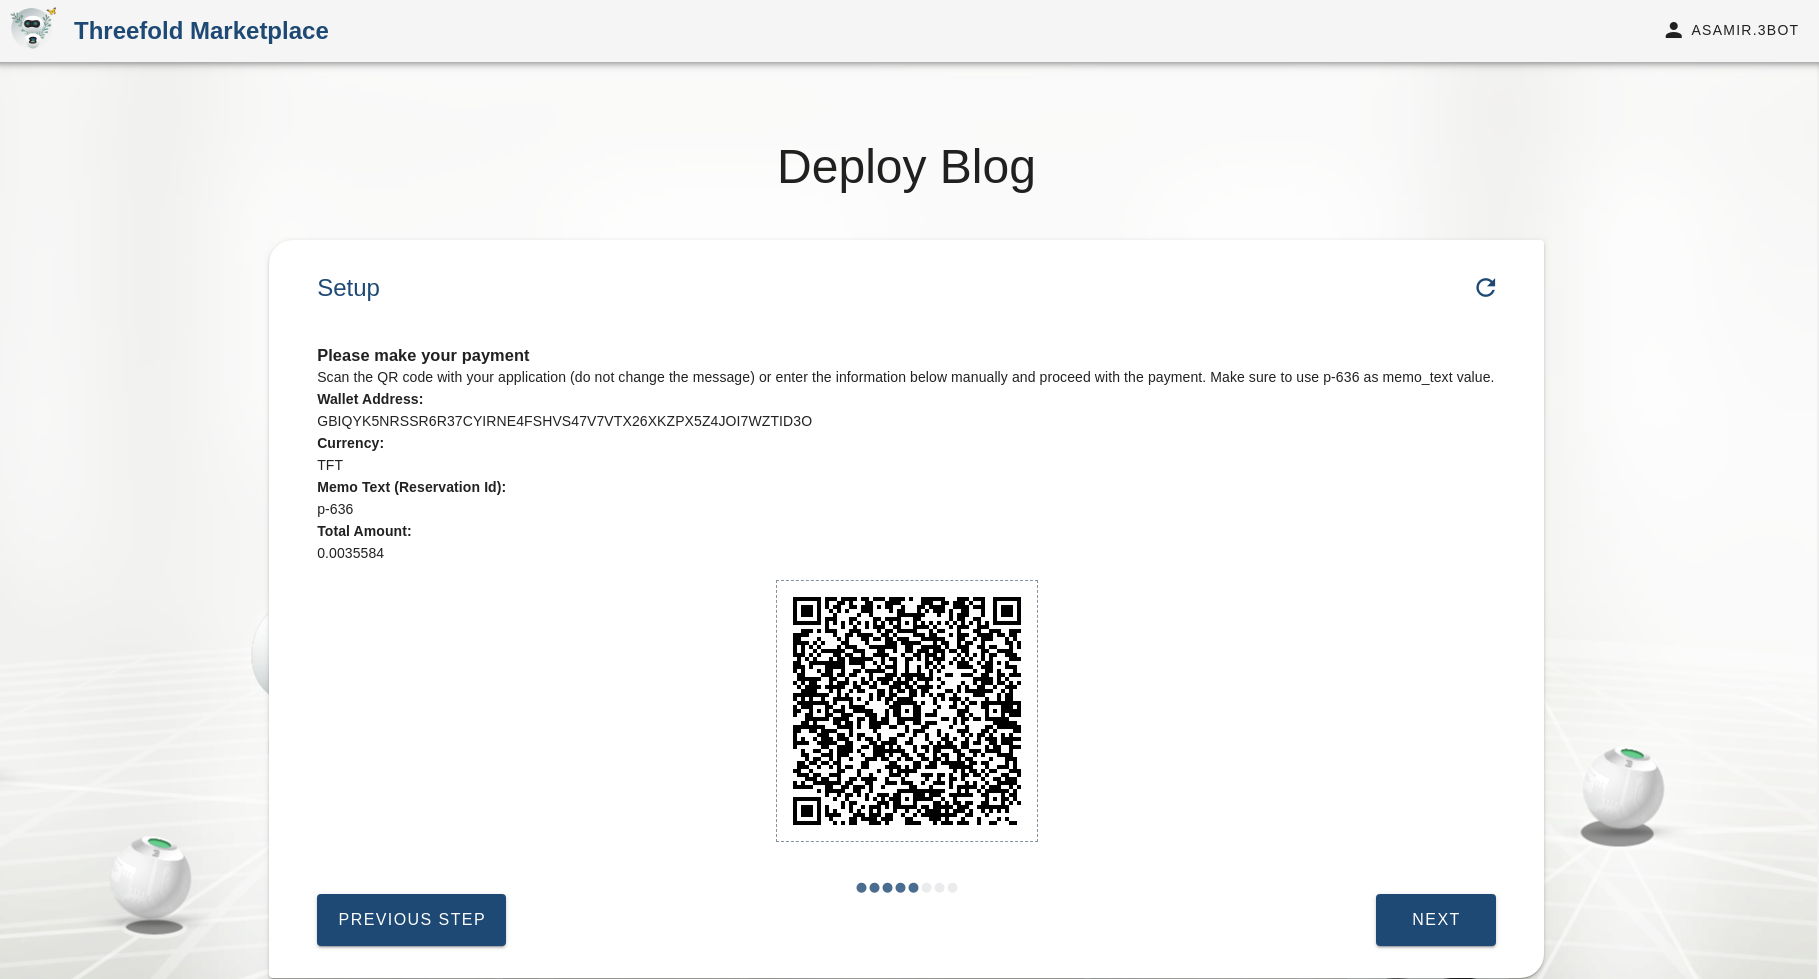 Threefold Marketplace
ASAMIR.3BOT
Deploy Blog
Setup
Please make your payment
Scan the QR code with your application (do not change the message) or enter the information below manually and proceed with the payment. Make sure to use p-636 as memo_text value.
Wallet Address:
GBIQYK5NRSSR6R37CYIRNE4FSHVS47V7VTX26XKZPX5Z4JOI7WZTID3O
Currency:
TFT
Memo Text (Reservation Id):
p-636
Total Amount:
0.0035584
PREVIOUS STEP
NEXT